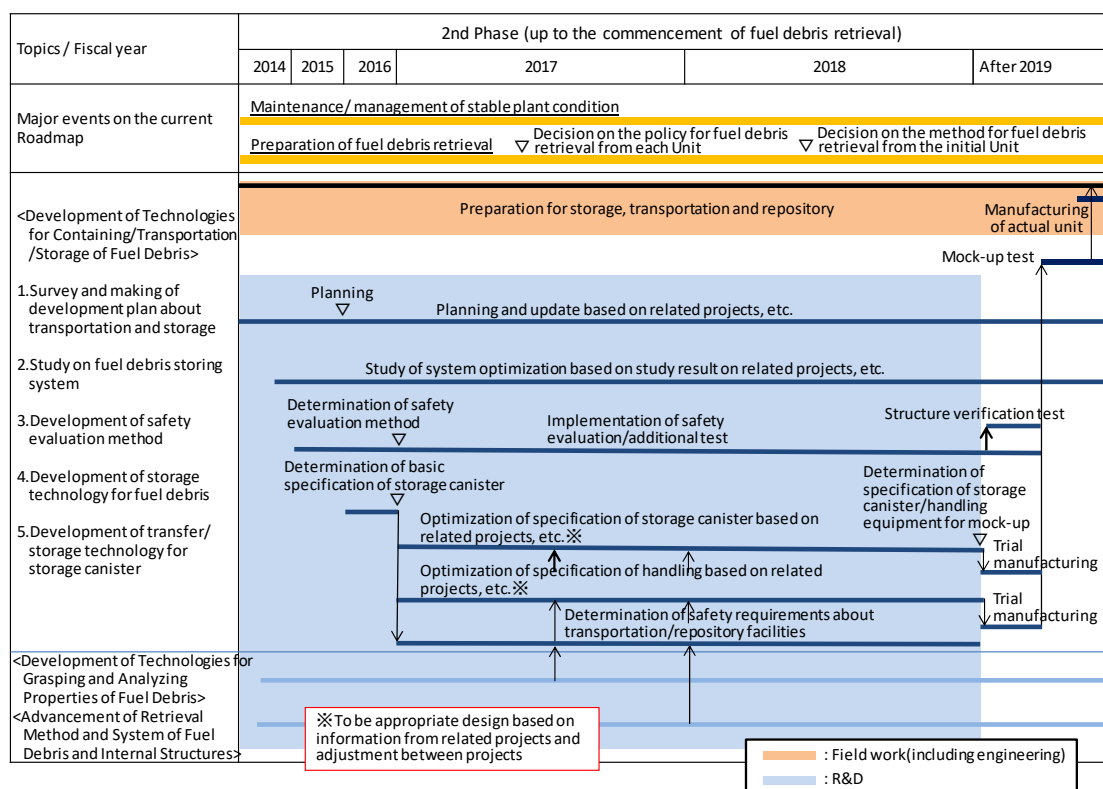 Topics / Fiscal year
2nd Phase (up to the commencement of fuel debris retrieval)
2014
2015
2016
2017
2018
After 2019
Major events on the current
Roadmap
Maintenance/ management of stable plant condition
Preparation of fuel debris retrieval
▽ Decision on the policy for fuel debris
retrieval from each Unit
▽ Decision on the method for fuel debris
retrieval from the initial Unit
<Development of Technologies
for Containing/Transportation
/Storage of Fuel Debris>
Preparation for storage, transportation and repository
Manufacturing
of actual unit
Mock-up test
1.Survey and making of
development plan about
transportation and storage
Planning
▽
Planning and update based on related projects, etc.
2.Study on fuel debris storing
system
Study of system optimization based on study result on related projects, etc.
3.Development of safety
evaluation method
Determination of safety
evaluation method
▽
Implementation of safety
evaluation/additional test
Structure verification test
4.Development of storage
technology for fuel debris
Determination of basic
specification of storage canister
▽
Determination of
specification of storage
canister/handling
equipment for mock-up
▽
5.Development of transfer/
storage technology for
storage canister
Optimization of specification of storage canister based on
related projects, etc.※
Trial
manufacturing
Optimization of specification of handling based on related
projects, etc.※
Trial
manufacturing
Determination of safety requirements about
transportation/repository facilities
<Development of Technologies for
Grasping and Analyzing
Properties of Fuel Debris>
<Advancement of Retrieval
Method and System of Fuel
Debris and Internal Structures>
※To be appropriate design based on
information from related projects and
adjustment between projects
: Field work(including engineering)
: R&D